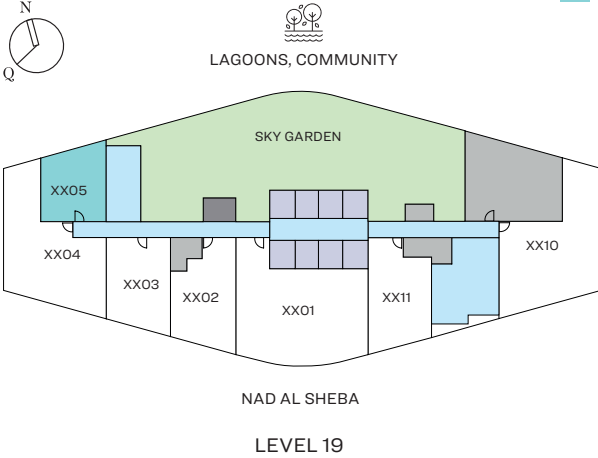 N
Q
LAGOONS, COMMUNITY
SKY GARDEN
XX05
XX04
XX10
XX03
XX02
XX01
XX11
NAD AL SHEBA
LEVEL 19